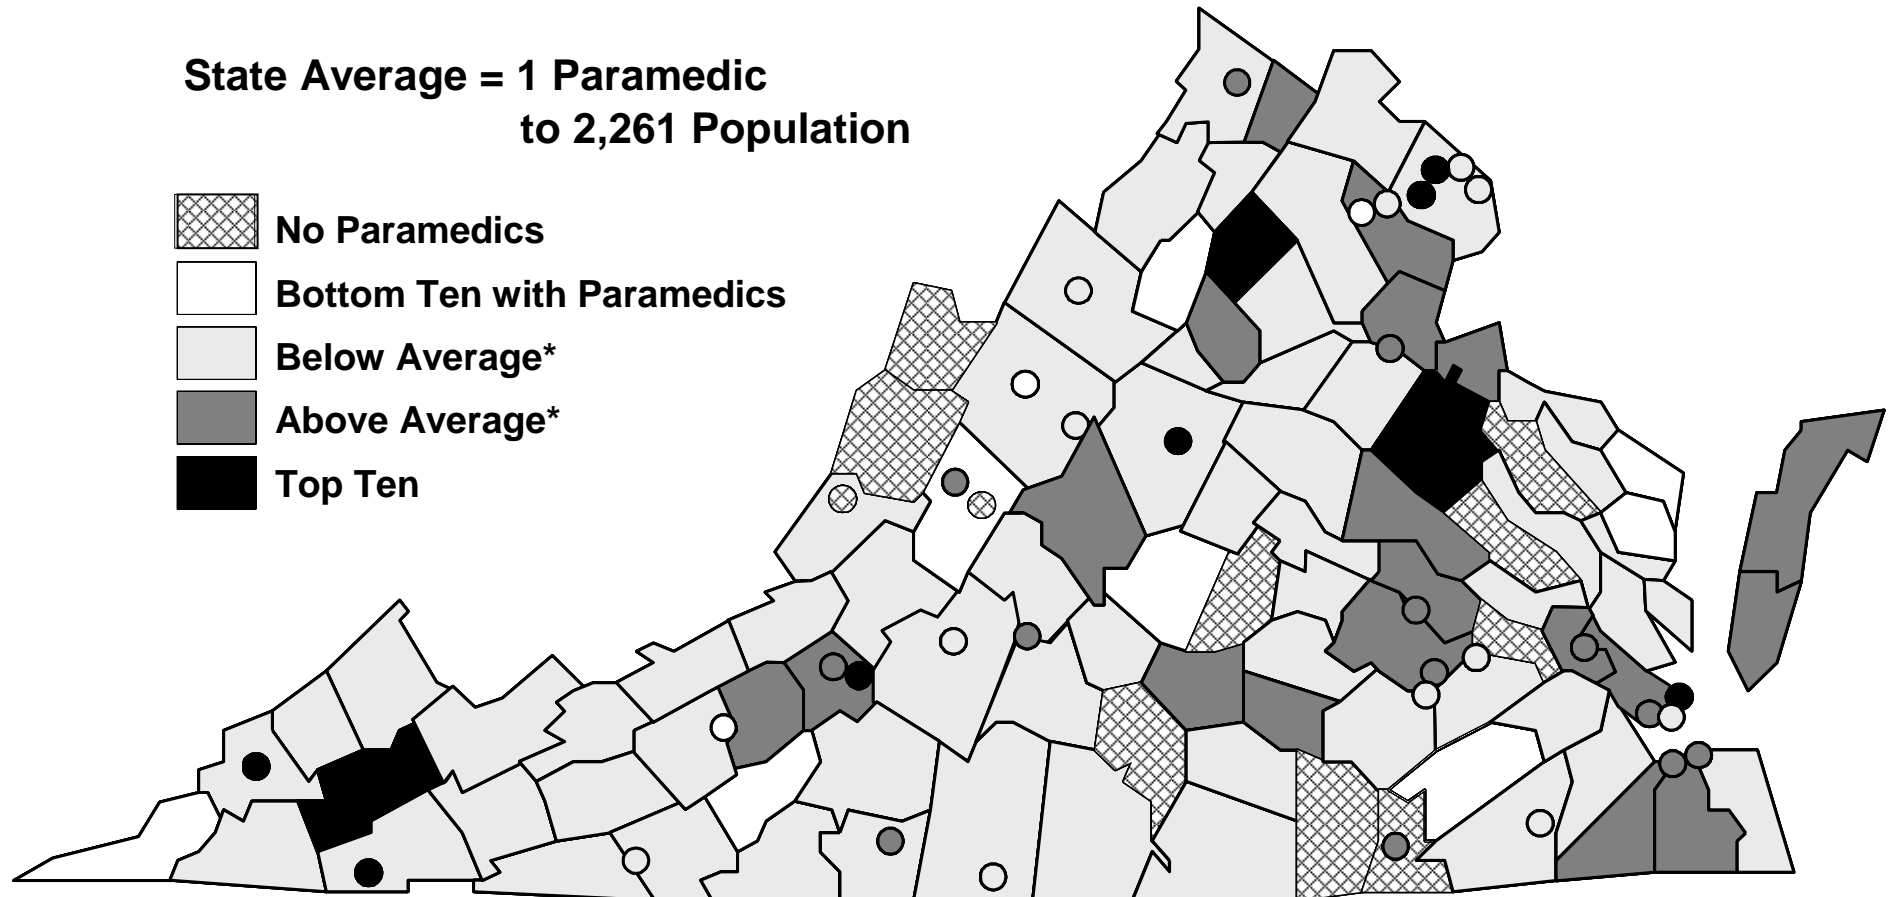 State Average = 1 Paramedic
to 2,261 Population
No Paramedics
Bottom Ten with Paramedics
Below Average*
Above Average*
Top Ten